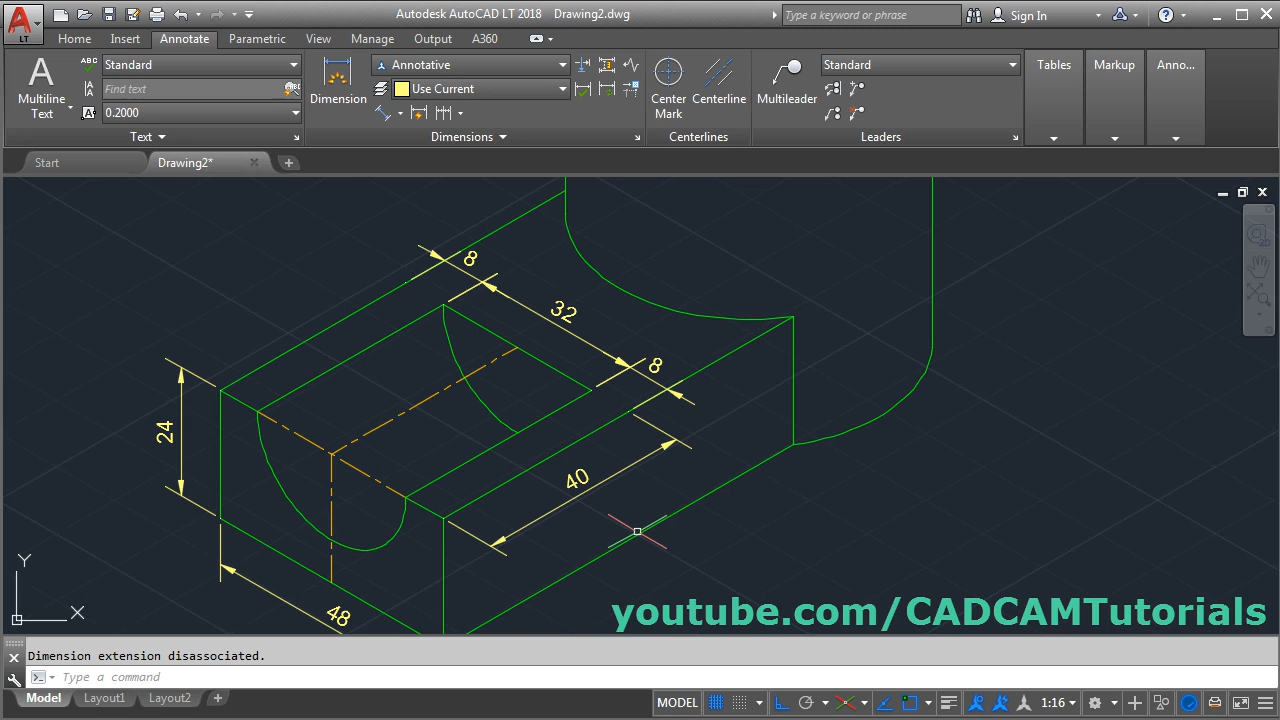 Autodesk AutoCAD LT 2018 Drawing2.dwg
Type a keyword or phrase
Sign In
LT
Home Insert Annotate Parametric View Manage Output A360
ABC
Standard
Find text
0.2000
A
Multiline
Text
Text
Dimension
Annotative
Use Current
Dimensions
Center
Mark
Centerline
Centerlines
Multileader
Standard
Leaders
Tables
Markup
Anno...
Start
Drawing2*
8
32
8
24
40
48
Y
X
youtube.com/CADCAMTutorials
Dimension extension disassociated.
Type a command
Model Layout1 Layout2
MODEL
1:16